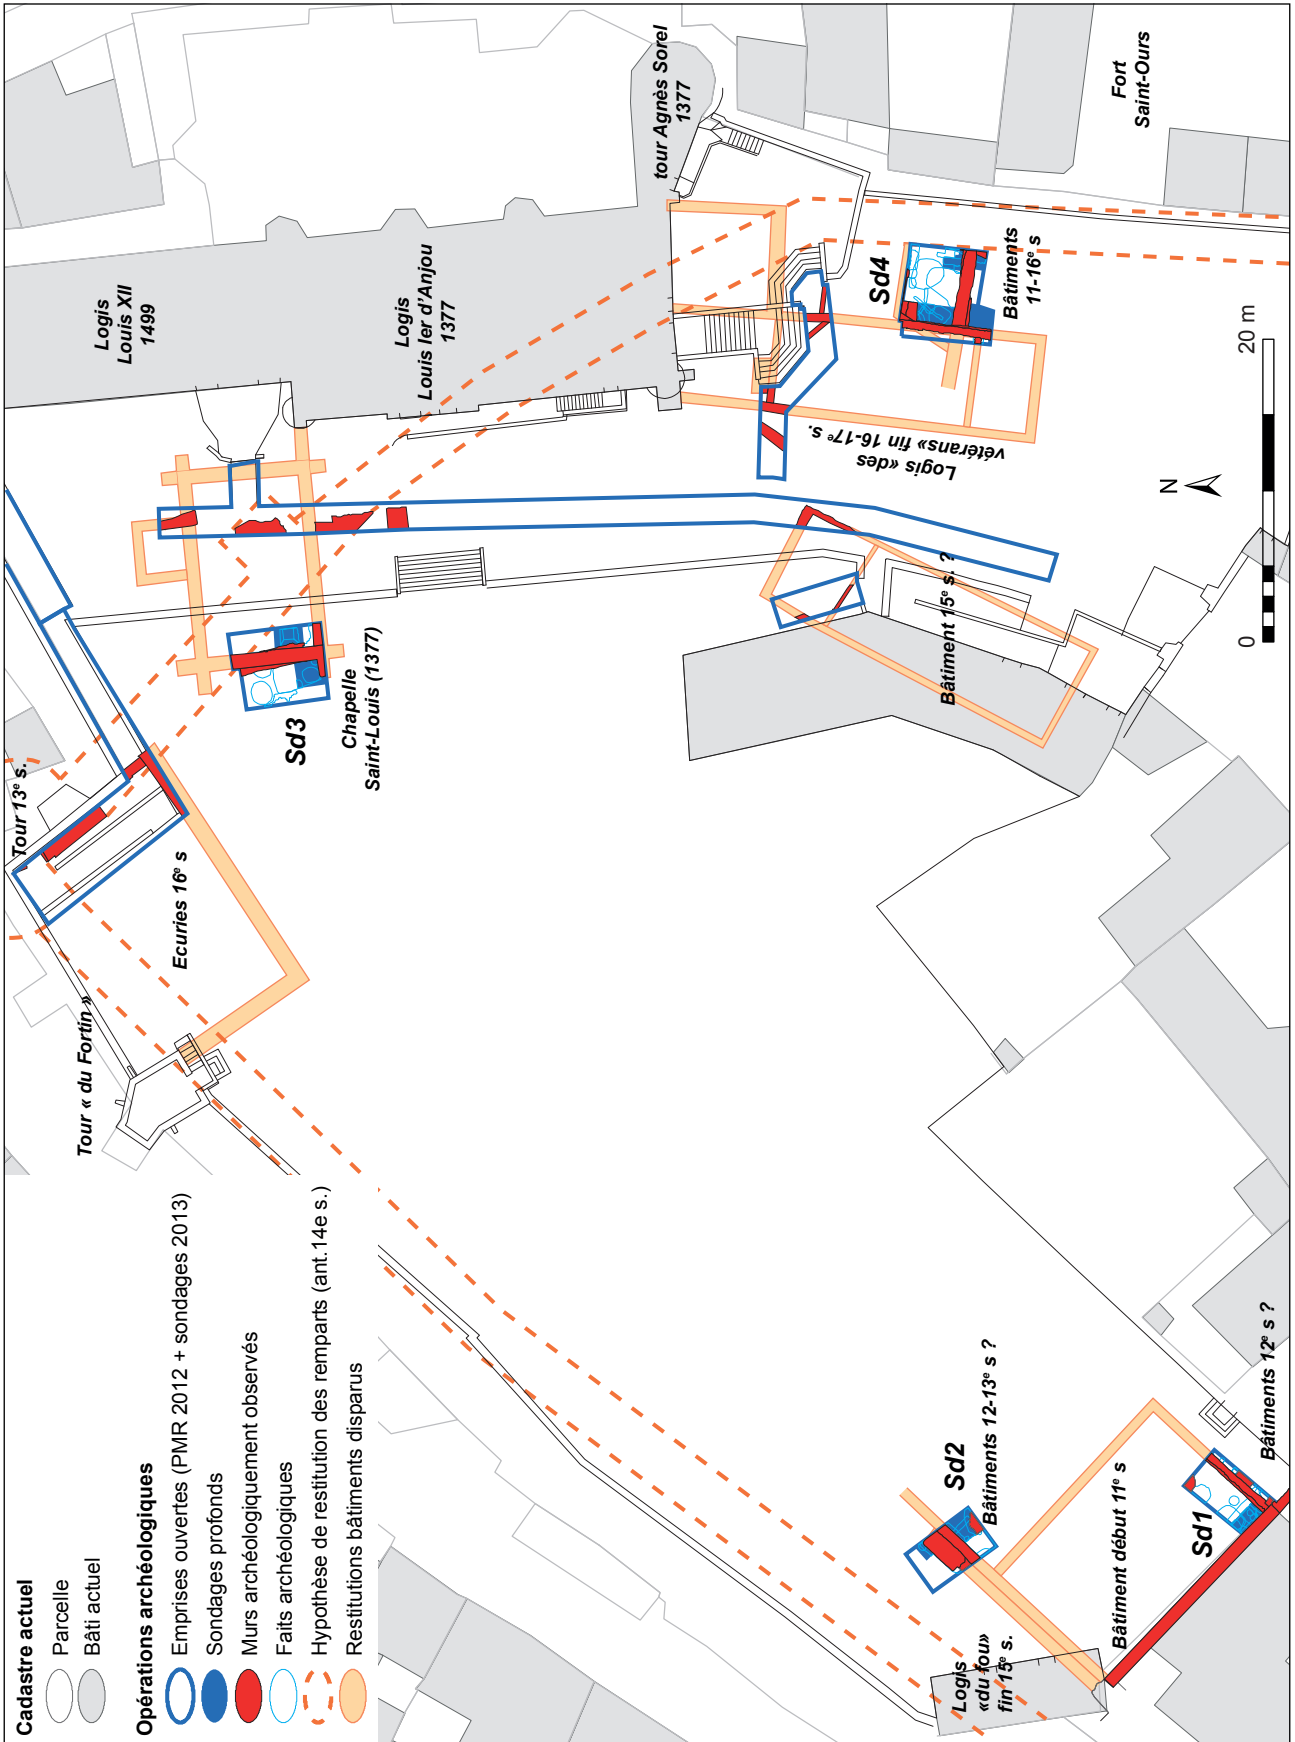 Cadastre actuel
Parcelle
Bâti actuel
Opérations archéologiques
Emprises ouvertes (PMR 2012 + sondages 2013)
Sondages profonds
Murs archéologiquement observés
Faits archéologiques
Hypothèse de restitution des remparts (ant.14e s.)
Restitutions bâtiments disparus
Tour « du Fortin »
Tour 13e s.
Ecuries 16e s
Sd3
Chapelle
Saint-Louis (1377)
Logis
Louis XII
1499
Logis
Louis Ier d'Anjou
1377
tour Agnès Sorel
1377
Fort
Saint-Ours
Sd4
Bâtiments
11-16e s
Logis «des
vétérans» fin 16-17e s.
Bâtiment 15e s. ?
N
0
20 m
Logis
«du fou»
fin 15e s.
Sd2
Bâtiments 12-13e s ?
Bâtiment début 11e s
Sd1
Bâtiments 12e s ?